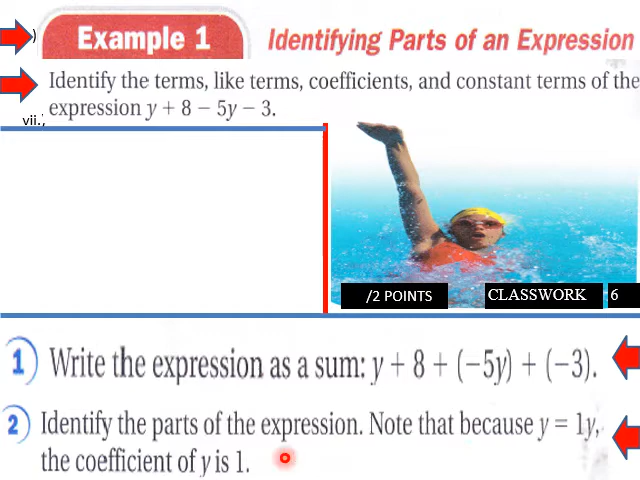 )
Example 1 Identifying Parts of an Expression
Identify the terms, like terms, coefficients, and constant terms of the
expression y + 8 − 5y − 3.
vii.)
/2 POINTS CLASSWORK 6
1 Write the expression as a sum: y + 8 + (−5y) + (−3).
2 Identify the parts of the expression. Note that because y = 1y,
the coefficient of y is 1.